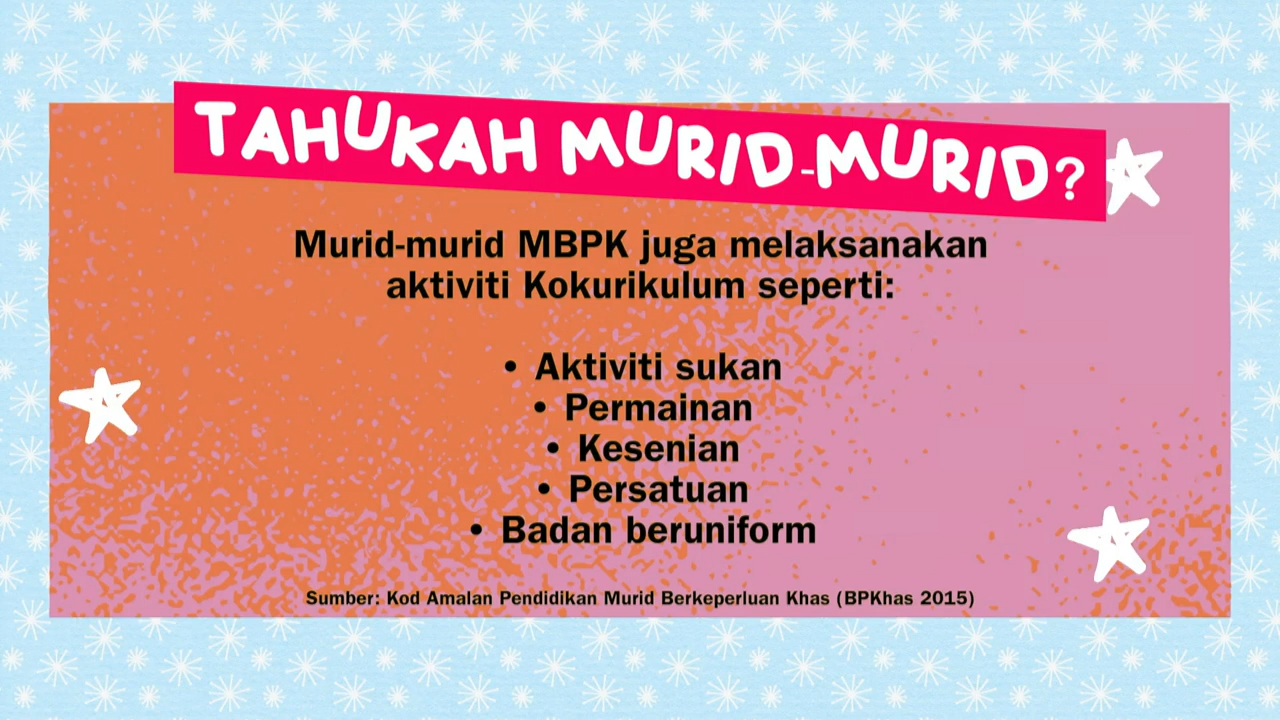 TAHUKAH MURID-MURID?
Murid-murid MBPK juga melaksanakan
aktiviti Kokurikulum seperti:
• Aktiviti sukan
• Permainan
• Kesenian
• Persatuan
• Badan beruniform
Sumber: Kod Amalan Pendidikan Murid Berkeperluan Khas (BPKhas 2015)